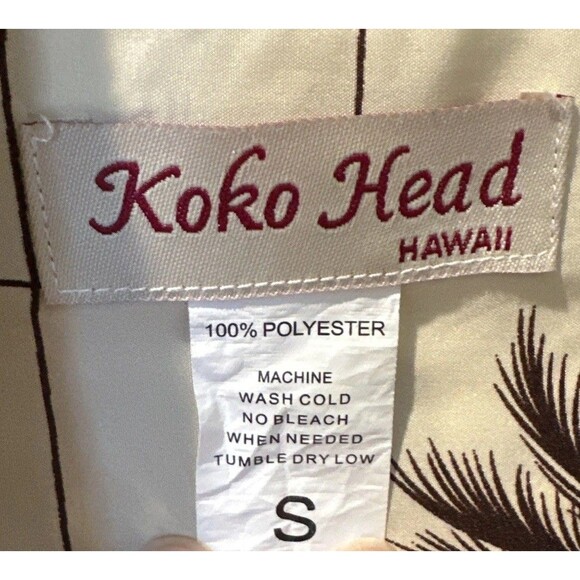 Koko Head
HAWAII
100% POLYESTER
MACHINE
WASH COLD
NO BLEACH
WHEN NEEDED
TUMBLE DRY LOW
S